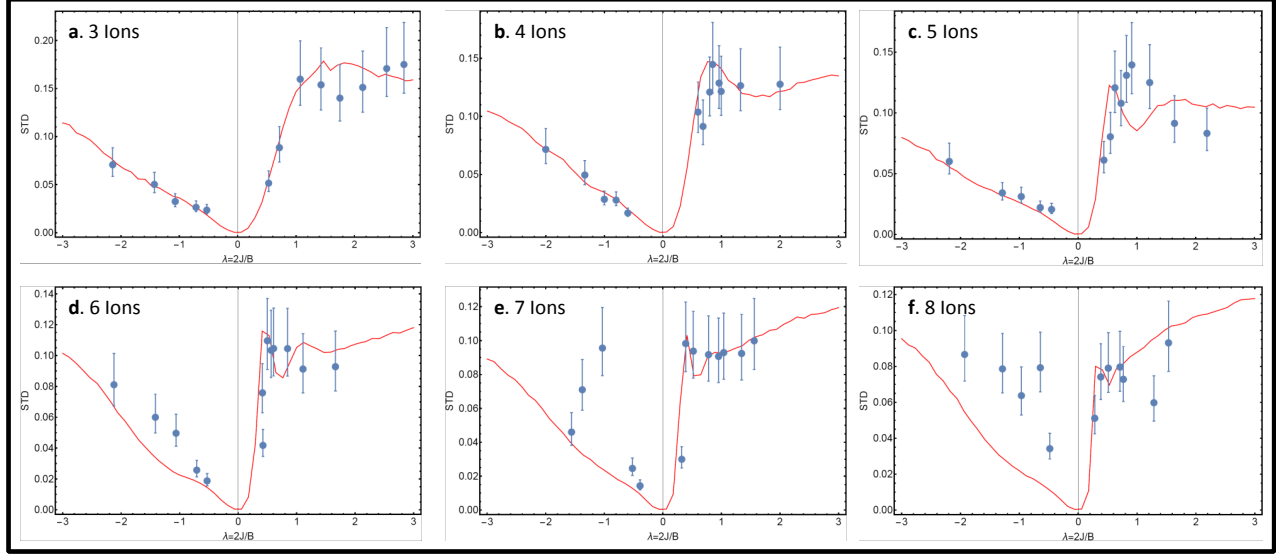 a. 3 Ions
STD
0.20
0.15
0.10
0.05
0.00
−3 −2 −1 0 1 2 3
λ=2J/B
b. 4 Ions
STD
0.15
0.10
0.05
0.00
−3 −2 −1 0 1 2 3
λ=2J/B
c. 5 Ions
STD
0.15
0.10
0.05
0.00
−3 −2 −1 0 1 2 3
λ=2J/B
d. 6 Ions
STD
0.14
0.12
0.10
0.08
0.06
0.04
0.02
0.00
−3 −2 −1 0 1 2 3
λ=2J/B
e. 7 Ions
STD
0.12
0.10
0.08
0.06
0.04
0.02
0.00
−3 −2 −1 0 1 2 3
λ=2J/B
f. 8 Ions
STD
0.12
0.10
0.08
0.06
0.04
0.02
0.00
−3 −2 −1 0 1 2 3
λ=2J/B